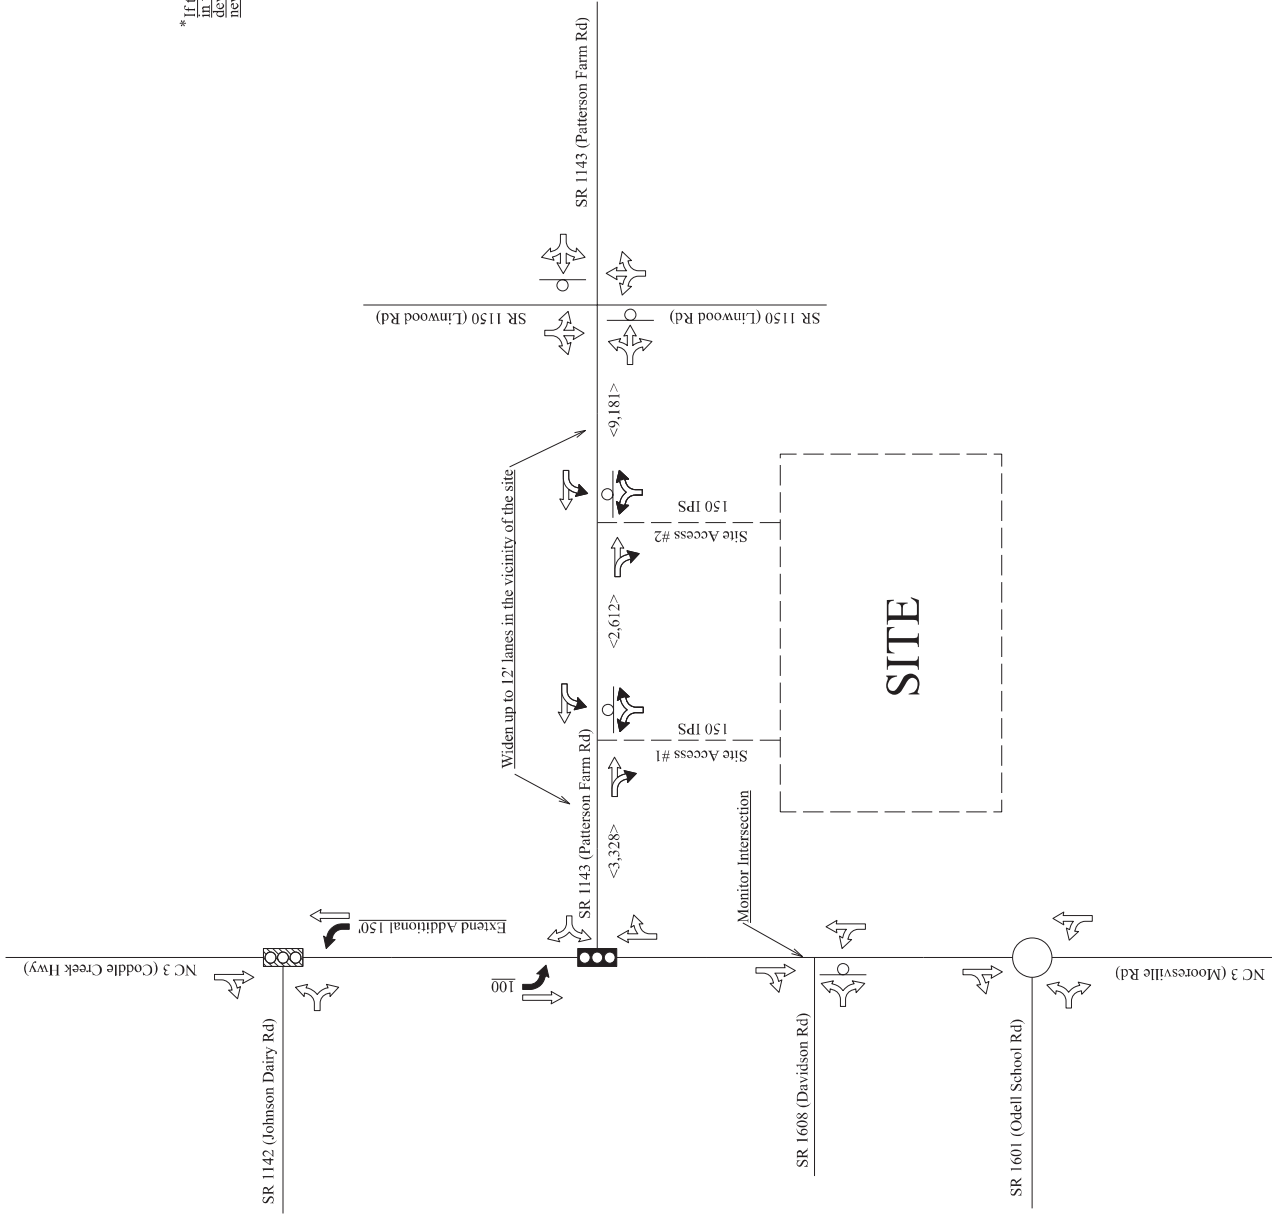 * If
in
SR 1143 (Patterson Farm Rd)
SR 1150 (Linwood Rd)
SR 1150 (Linwood Rd)
<9,181>
Widen up to 12' lanes in the vicinity of the site
150 IPS
Site Access #2
<2,612>
SITE
150 IPS
Site Access #1
SR 1143 (Patterson Farm Rd)
<3,328>
Monitor Intersection
Extend Additional 150'
100
NC 3 (Coddle Creek Hwy)
NC 3 (Mooresville Rd)
SR 1142 (Johnson Dairy Rd)
SR 1608 (Davidson Rd)
SR 1601 (Odell School Rd)